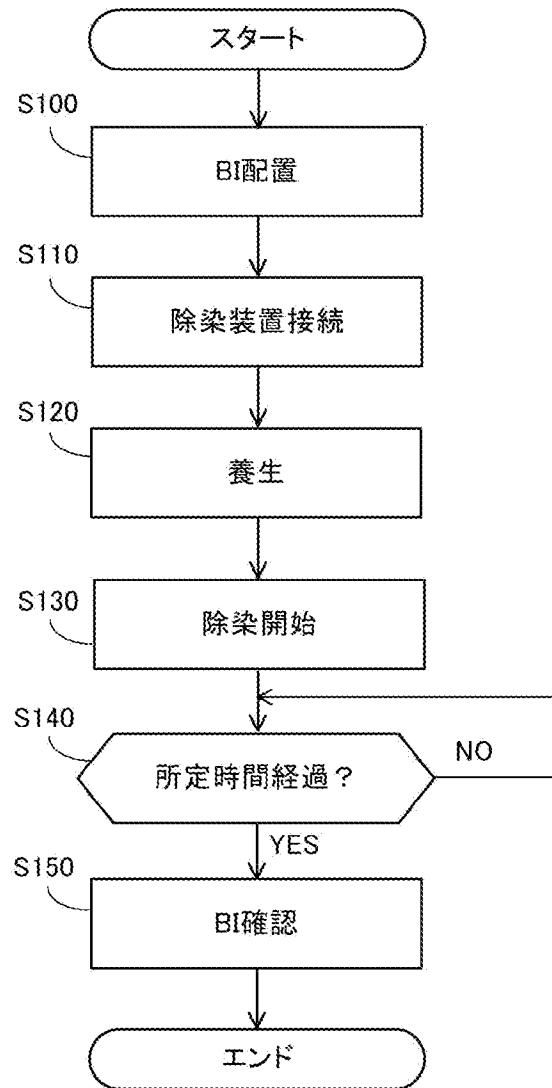 スタート
S100
BI配置
S110
除染装置接続
S120
養生
S130
除染開始
S140
所定時間経過？
NO
YES
S150
BI確認
エンド